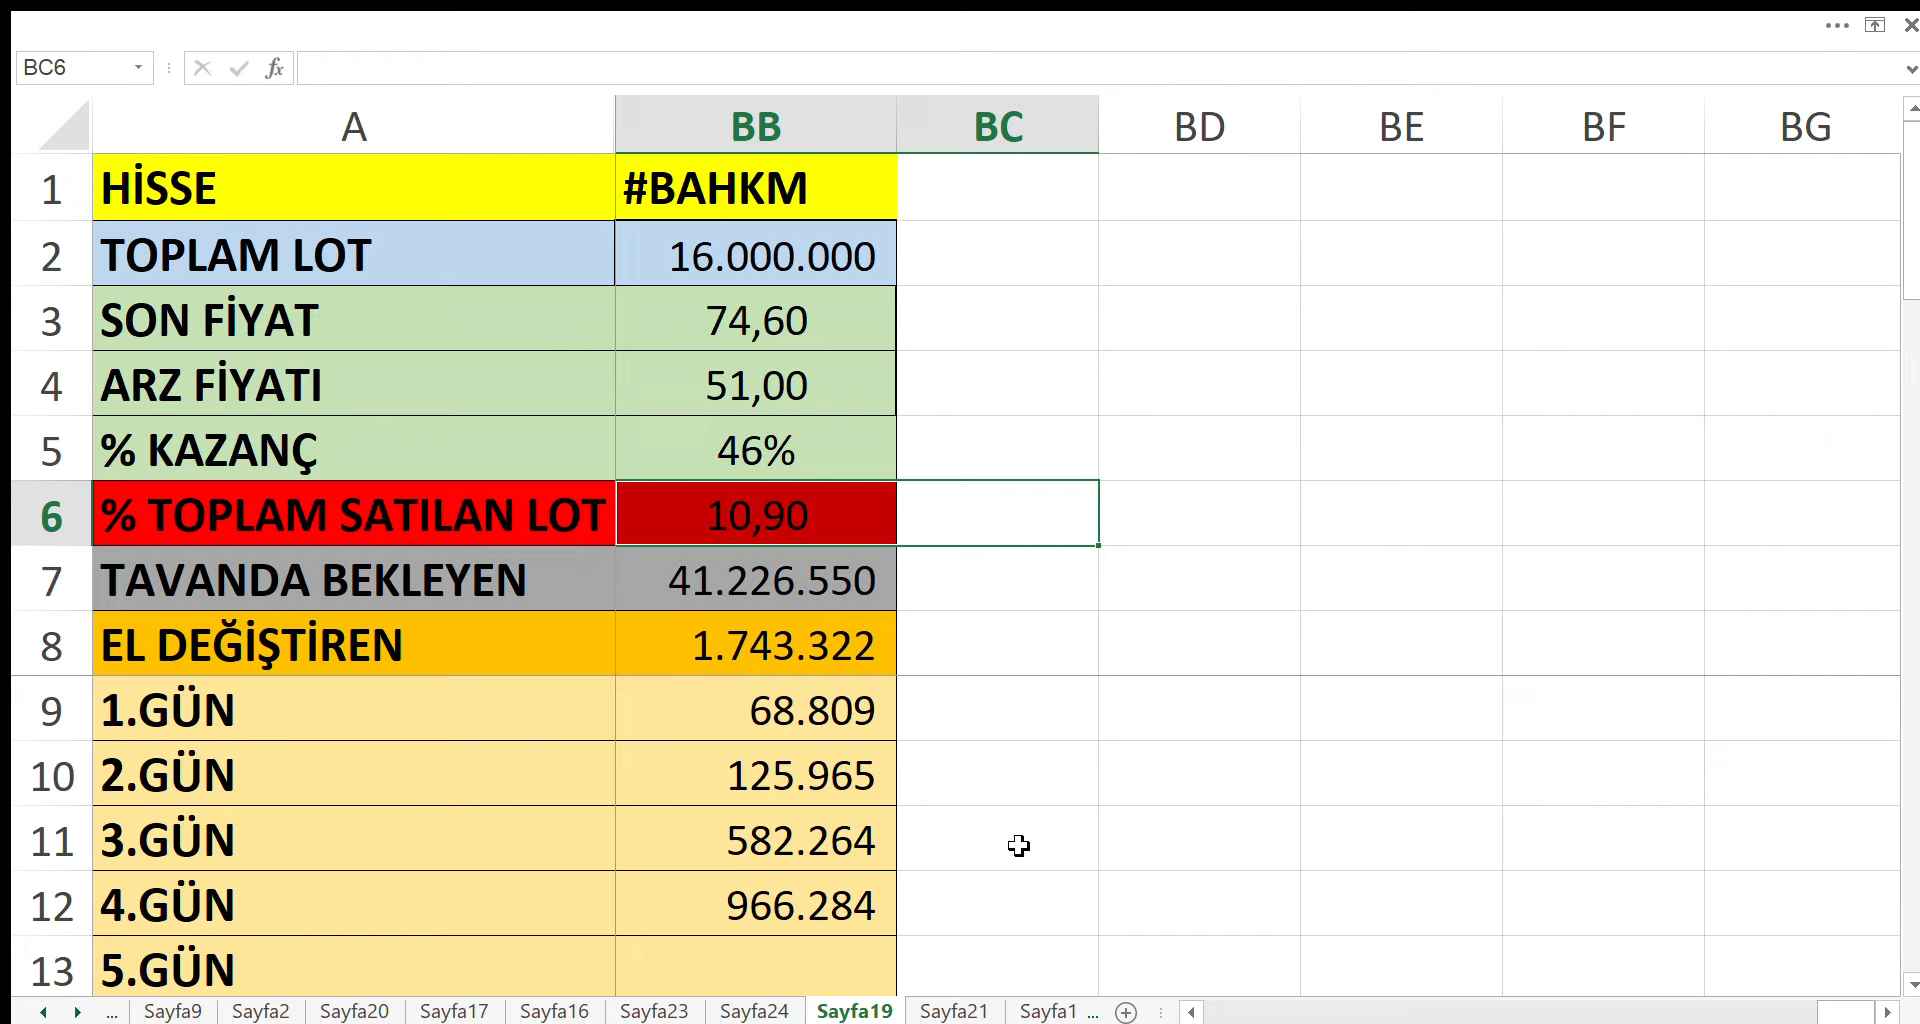 BC6
fx
A BB BC BD BE BF BG
1 HİSSE #BAHKM
2 TOPLAM LOT 16.000.000
3 SON FİYAT 74,60
4 ARZ FİYATI 51,00
5 % KAZANÇ 46%
6 % TOPLAM SATILAN LOT 10,90
7 TAVANDA BEKLEYEN 41.226.550
8 EL DEĞİŞTİREN 1.743.322
9 1.GÜN 68.809
10 2.GÜN 125.965
11 3.GÜN 582.264
12 4.GÜN 966.284
13 5.GÜN
... Sayfa9 Sayfa2 Sayfa20 Sayfa17 Sayfa16 Sayfa23 Sayfa24 Sayfa19 Sayfa21 Sayfa1 ...